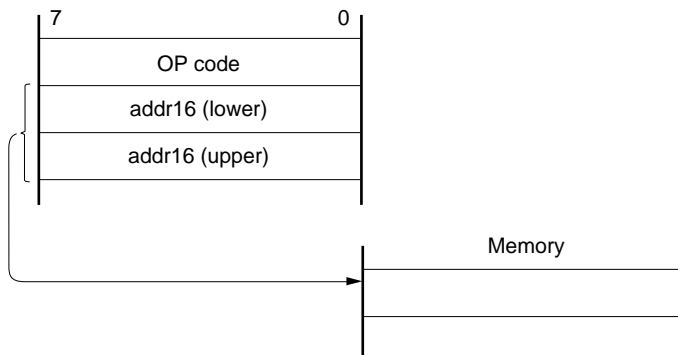 7 0
OP code
addr16 (lower)
addr16 (upper)
Memory